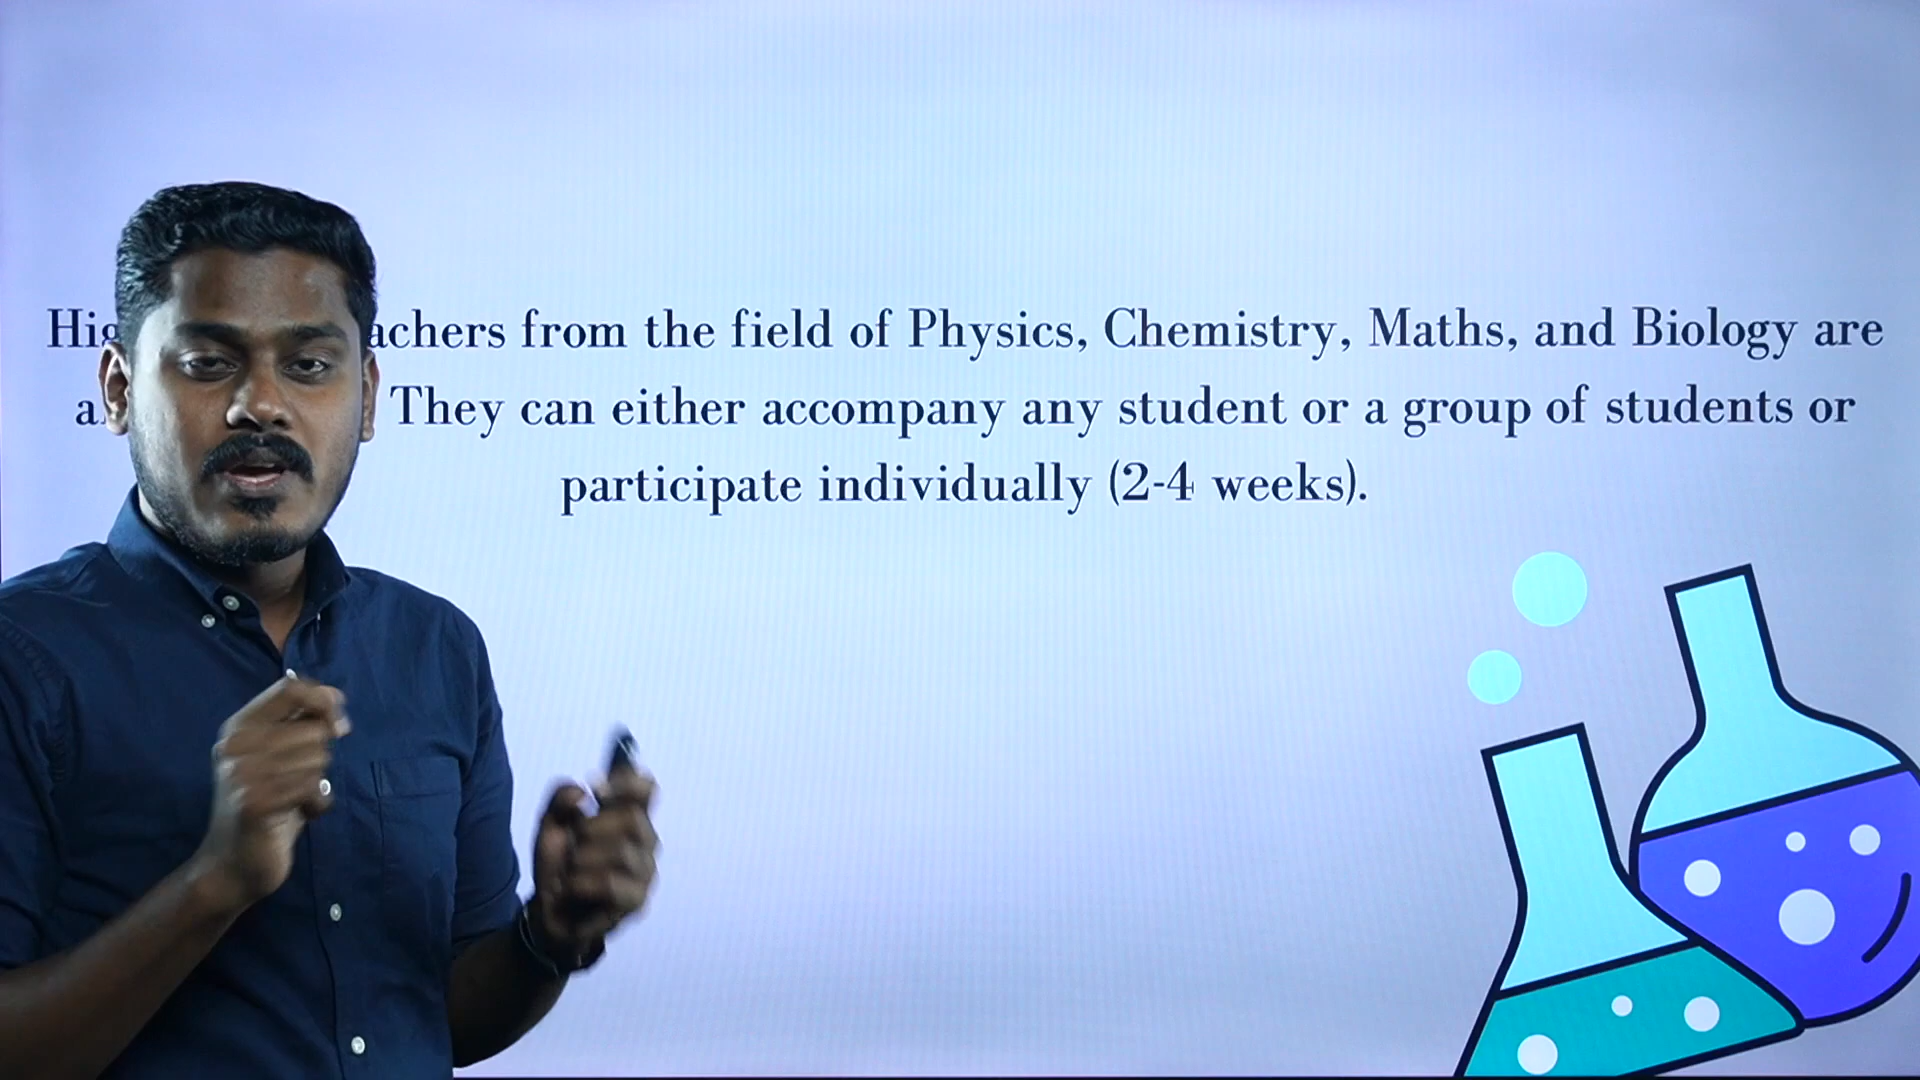 achers from the field of Physics, Chemistry, Maths, and Biology are
They can either accompany any student or a group of students or
participate individually (2-4 weeks).